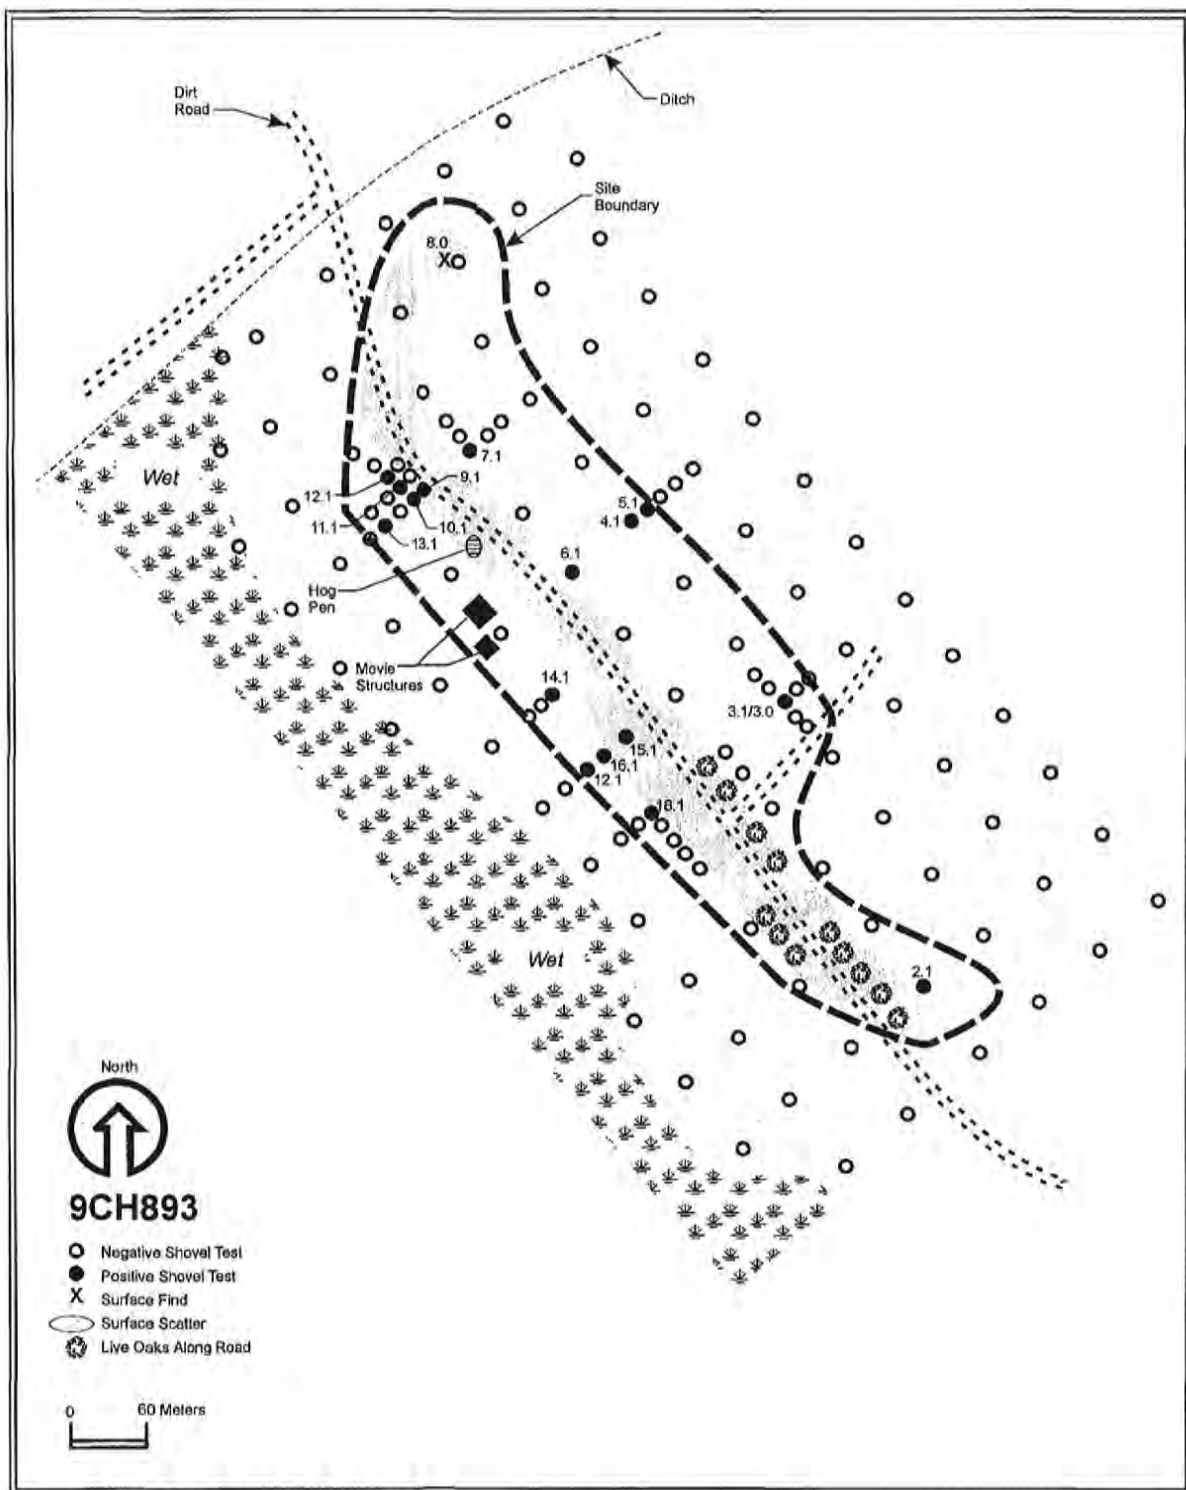 Dirt
Road
Ditch
Site
Boundary
8.0
X
Wet
7.1
12.1
9.1
5.1
4.1
11.1
10.1
13.1
6.1
Hog
Pen
Movie
Structures
14.1
3.1/3.0
15.1
16.1
12.1
18.1
Wet
2.1
North
9CH893
Negative Shovel Test
Positive Shovel Test
X Surface Find
Surface Scatter
Live Oaks Along Road
0 60 Meters